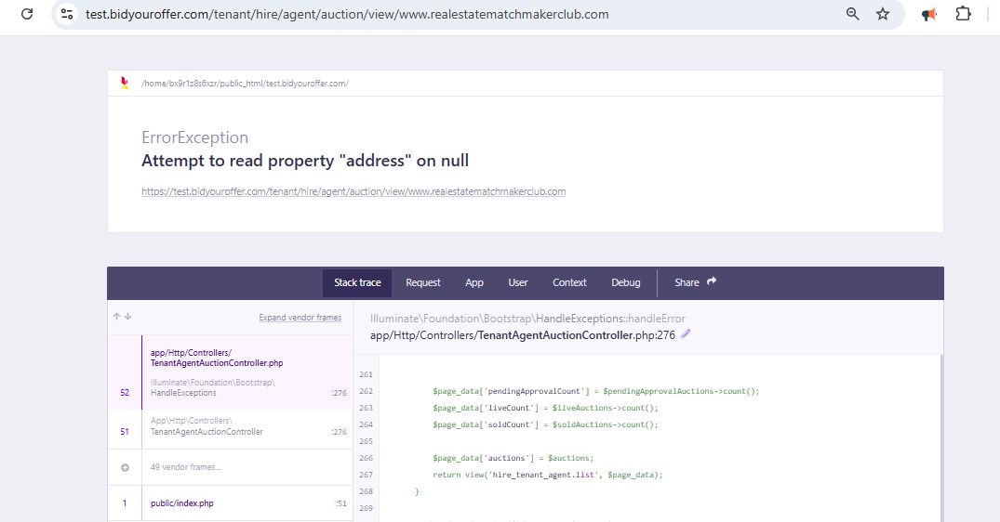 test.bidyouroffer.com/tenant/hire/agent/auction/view/www.realestatematchmakerclub.com
/home/bx9r1z8s6xzr/public_html/test.bidyouroffer.com/
ErrorException
Attempt to read property "address" on null
https://test.bidyouroffer.com/tenant/hire/agent/auction/view/www.realestatematchmakerclub.com
Stack trace Request App User Context Debug Share
Expand vendor frames
app/Http/Controllers/
TenantAgentAuctionController.php
Illuminate\Foundation\Bootstrap\
52 HandleExceptions :276
App\Http\Controllers\
51 TenantAgentAuctionController :276
49 vendor frames…
1 public/index.php :51
Illuminate\Foundation\Bootstrap\HandleExceptions::handleError
app/Http/Controllers/TenantAgentAuctionController.php:276
261
262 $page_data['pendingApprovalCount'] = $pendingApprovalAuctions->count();
263 $page_data['liveCount'] = $liveAuctions->count();
264 $page_data['soldCount'] = $soldAuctions->count();
265
266 $page_data['auctions'] = $auctions;
267 return view('hire_tenant_agent.list', $page_data);
268 }
269